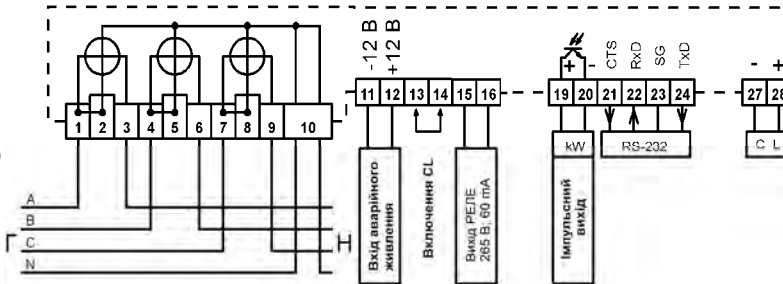 -12 В
+12 В
+ -
CTS
RxD
SG
TxD
- +
1 2 3 4 5 6 7 8 9 10
11 12 13 14 15 16
19 20 21 22 23 24
27 28
A
B
C
N
Г
Н
Вхід аварійного
живлення
Включення CL
Вихід РЕЛЕ
265 В; 60 mA
kW
Імпульсний
вихід
RS-232
C L